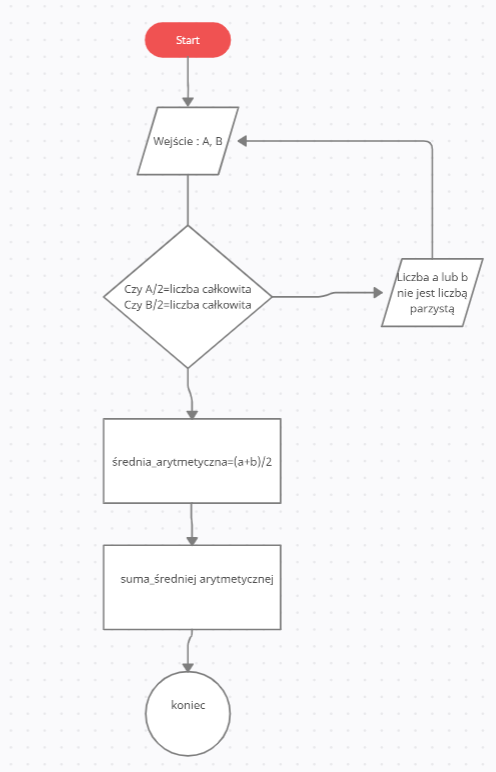 Start
Wejście : A, B
Czy A/2=liczba całkowita
Czy B/2=liczba całkowita
Liczba a lub b
nie jest liczbą
parzystą
średnia_arytmetyczna=(a+b)/2
suma_średniej arytmetycznej
koniec